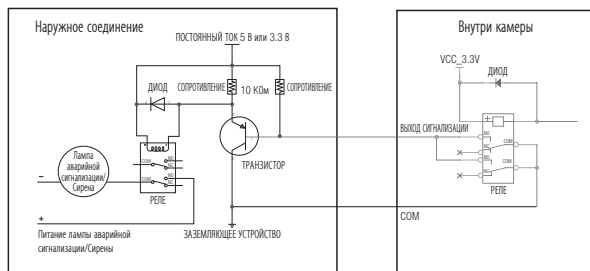 Наружное соединение
ПОСТОЯННЫЙ ТОК 5 В или 3.3 В
СОПРОТИВЛЕНИЕ
10 КОм
СОПРОТИВЛЕНИЕ
ДИОД
ТРАНЗИСТОР
Лампа
аварийной
сигнализации/
Сирена
COM
NO
NC
COM
NO
NC
РЕЛЕ
−
+
Питание лампы аварийной
сигнализации/Сирены
ЗАЗЕМЛЯЮЩЕЕ УСТРОЙСТВО
Внутри камеры
VCC_3.3V
ДИОД
ВЫХОД СИГНАЛИЗАЦИИ
+
NO
COM
NC
NO
COM
NC
РЕЛЕ
COM